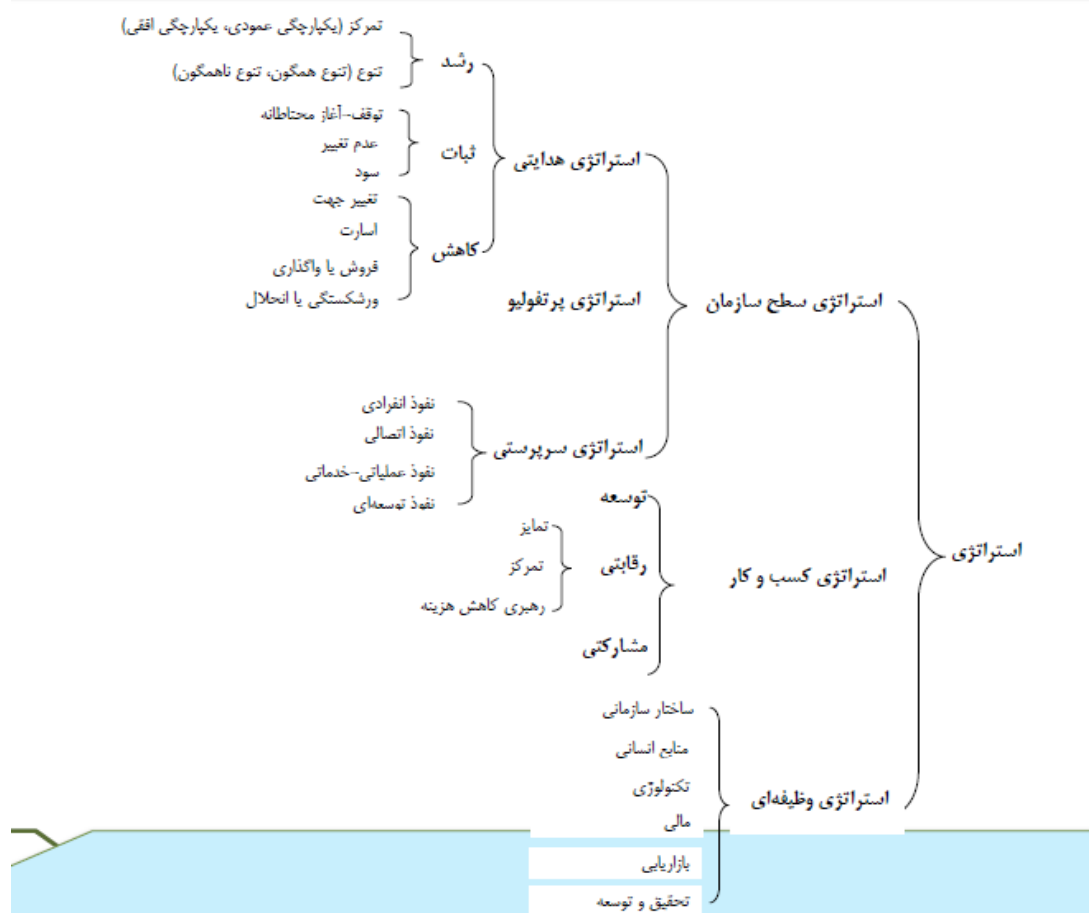 استراتژی
استراتژی سطح سازمان
استراتژی هدایتی
رشد
تمرکز (یکپارچگی عمودی، یکپارچگی افقی)
تنوع (تنوع همگون، تنوع ناهمگون)
ثبات
توقف-آغاز محتاطانه
عدم تغییر
سود
کاهش
تغییر جهت
اسارت
فروش یا واگذاری
ورشکستگی یا انحلال
استراتژی پرتفولیو
استراتژی سرپرستی
نفوذ انفرادی
نفوذ اتصالی
نفوذ عملیاتی-خدماتی
نفوذ توسعه‌ای
استراتژی کسب و کار
توسعه
رقابتی
تمایز
تمرکز
رهبری کاهش هزینه
مشارکتی
استراتژی وظیفه‌ای
ساختار سازمانی
منابع انسانی
تکنولوژی
مالی
بازاریابی
تحقیق و توسعه